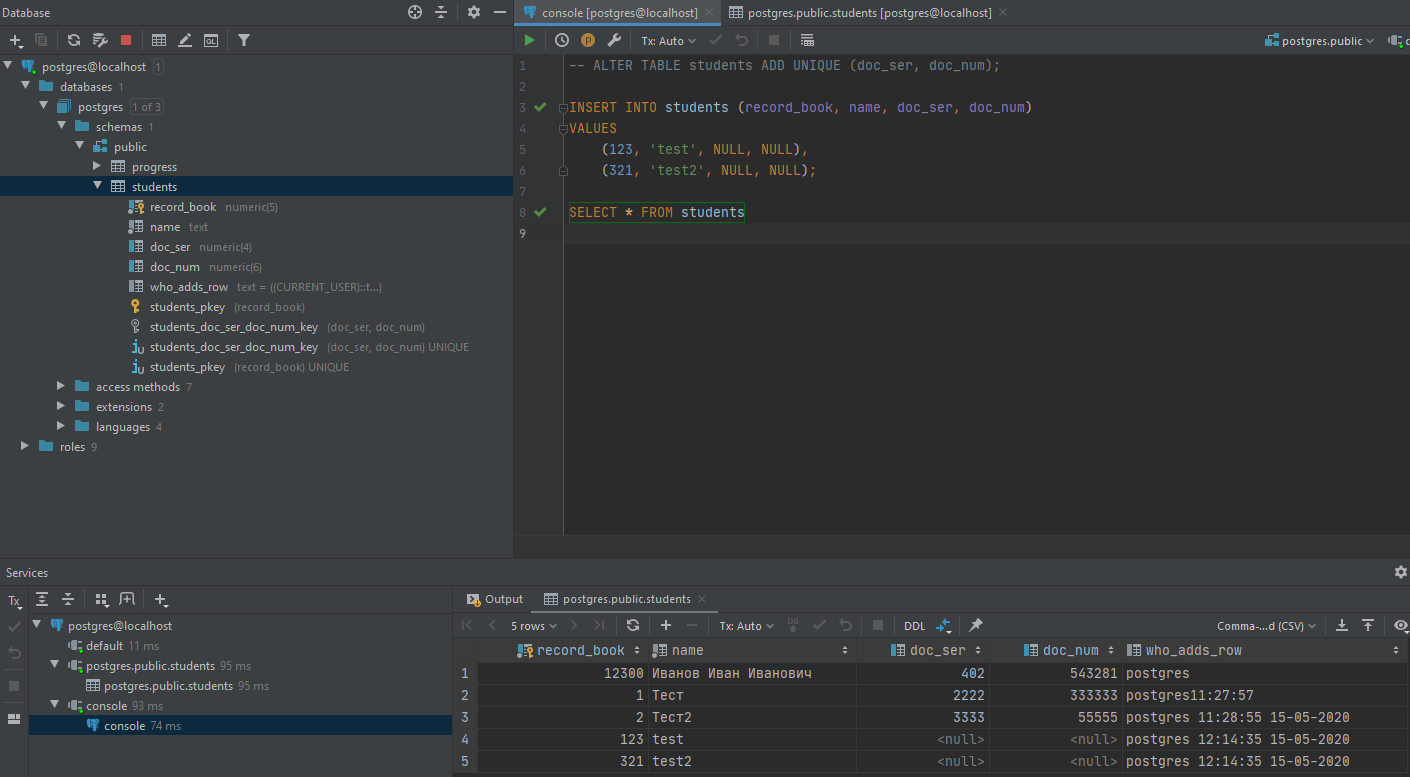 Database
postgres@localhost 1
databases 1
postgres 1 of 3
schemas 1
public
progress
students
record_book numeric(5)
name text
doc_ser numeric(4)
doc_num numeric(6)
who_adds_row text = ((CURRENT_USER)::t...)
students_pkey (record_book)
students_doc_ser_doc_num_key (doc_ser, doc_num)
students_doc_ser_doc_num_key (doc_ser, doc_num) UNIQUE
students_pkey (record_book) UNIQUE
access methods 7
extensions 2
languages 4
roles 9
console [postgres@localhost]
postgres.public.students [postgres@localhost]
Tx: Auto
postgres.public
1 -- ALTER TABLE students ADD UNIQUE (doc_ser, doc_num);
2
3 INSERT INTO students (record_book, name, doc_ser, doc_num)
4 VALUES
5 (123, 'test', NULL, NULL),
6 (321, 'test2', NULL, NULL);
7
8 SELECT * FROM students
9
Services
Tx
postgres@localhost
default 11 ms
postgres.public.students 95 ms
postgres.public.students 95 ms
console 93 ms
console 74 ms
Output
postgres.public.students
5 rows
Tx: Auto
DB
DDL
Comma-...d (CSV)
record_book name doc_ser doc_num who_adds_row
1 12300 Иванов Иван Иванович 402 543281 postgres
2 1 Тест 2222 333333 postgres11:27:57
3 2 Тест2 3333 55555 postgres 11:28:55 15-05-2020
4 123 test <null> <null> postgres 12:14:35 15-05-2020
5 321 test2 <null> <null> postgres 12:14:35 15-05-2020